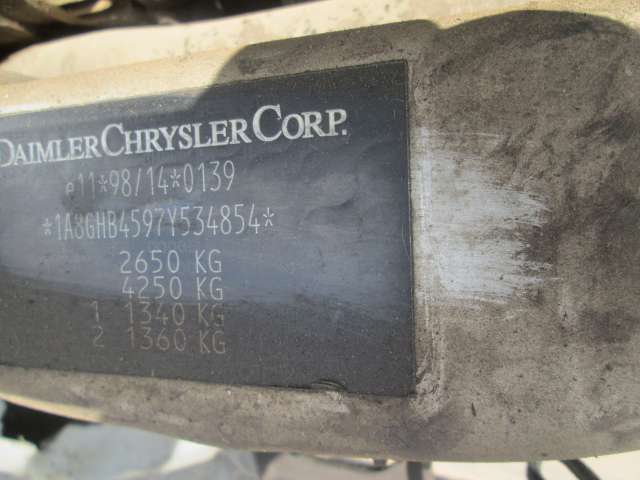 DAIMLERCHRYSLER CORP.
e11*98/14*0139
*1A8GHB4597Y534854*
2650 KG
4250 KG
1 1340 KG
2 1360 KG